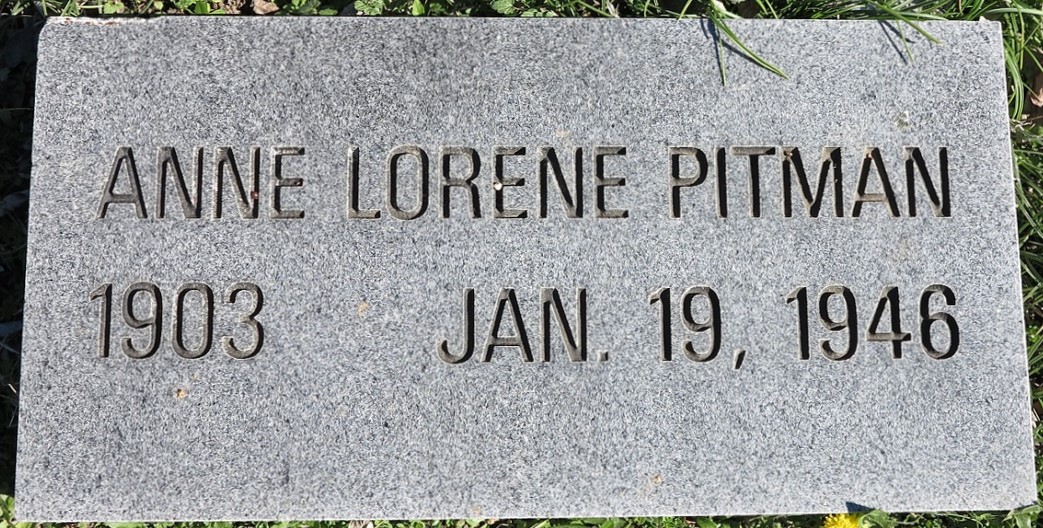 ANNE LORENE PITMAN
1903 JAN. 19, 1946